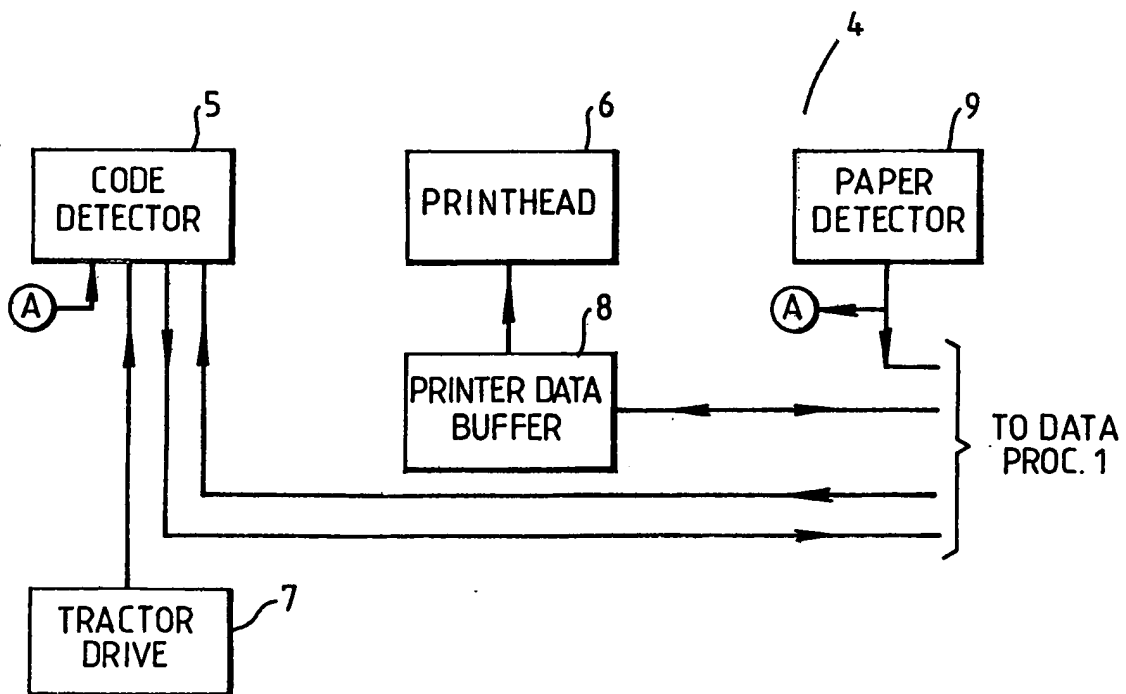 4
5
6
9
CODE
DETECTOR
PRINTHEAD
PAPER
DETECTOR
A
A
8
PRINTER DATA
BUFFER
TO DATA
PROC. 1
7
TRACTOR
DRIVE